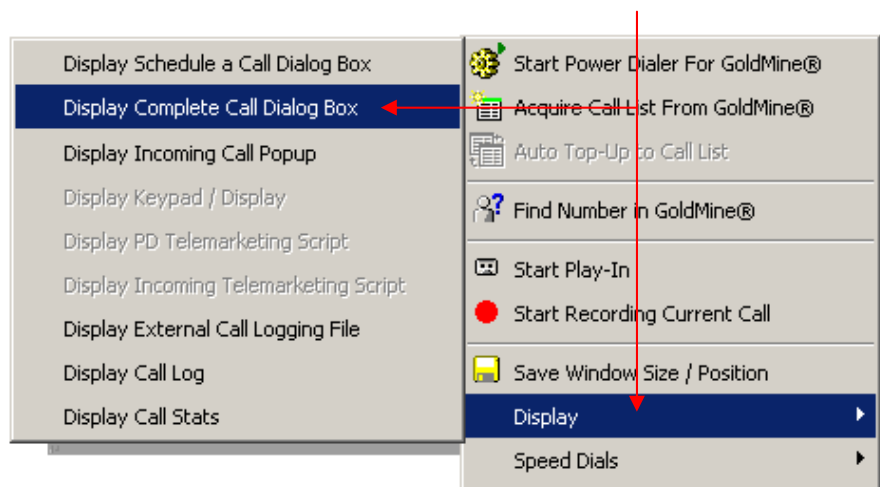 Display Schedule a Call Dialog Box
Display Complete Call Dialog Box
Display Incoming Call Popup
Display Keypad / Display
Display PD Telemarketing Script
Display Incoming Telemarketing Script
Display External Call Logging File
Display Call Log
Display Call Stats
Start Power Dialer For GoldMine®
Acquire Call List From GoldMine®
Auto Top-Up to Call List
Find Number in GoldMine®
Start Play-In
Start Recording Current Call
Save Window Size / Position
Display
Speed Dials